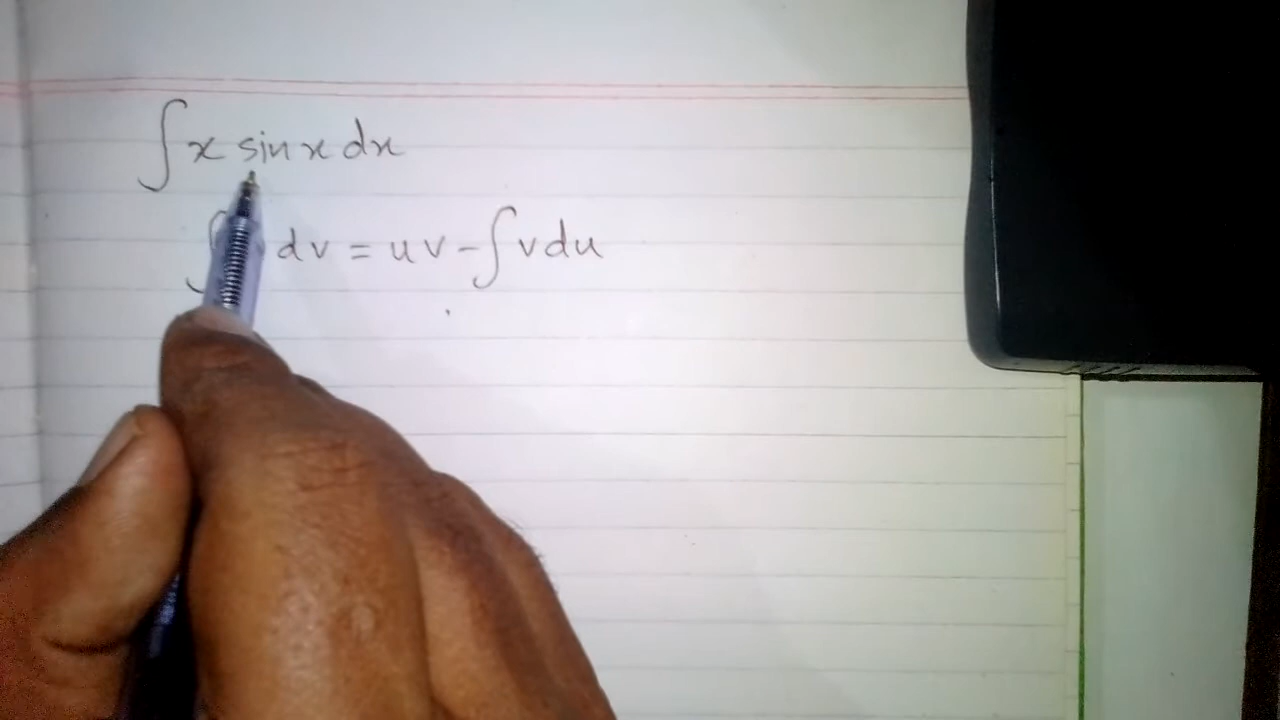 ∫ x sin x dx
∫ dv = uv - ∫ v du